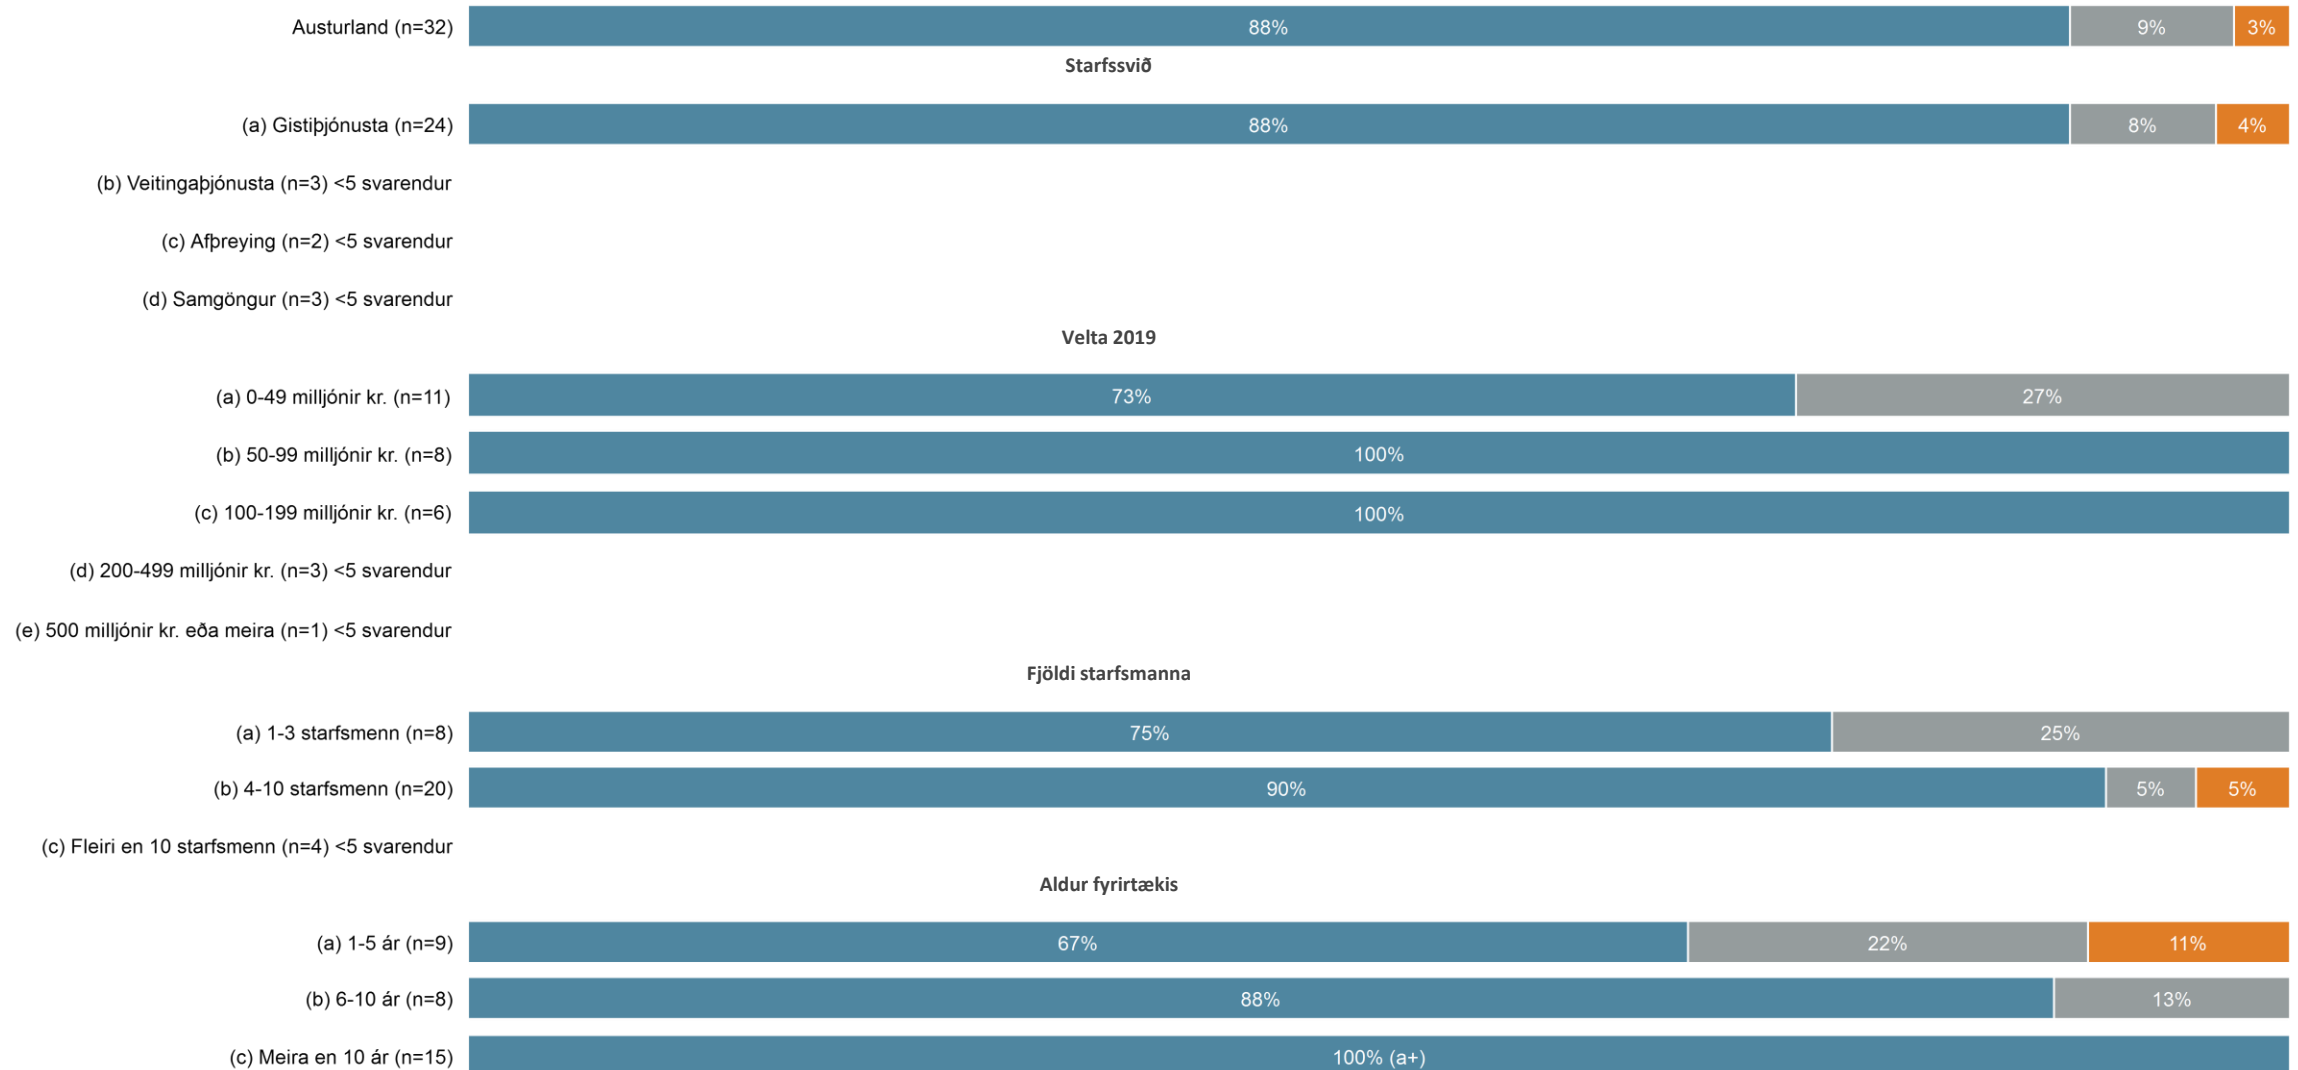 Austurland (n=32) 88% 9% 3%
Starfssvið
(a) Gistiþjónusta (n=24) 88% 8% 4%
(b) Veitingaþjónusta (n=3) <5 svarendur
(c) Afþreying (n=2) <5 svarendur
(d) Samgöngur (n=3) <5 svarendur
Velta 2019
(a) 0-49 milljónir kr. (n=11) 73% 27%
(b) 50-99 milljónir kr. (n=8) 100%
(c) 100-199 milljónir kr. (n=6) 100%
(d) 200-499 milljónir kr. (n=3) <5 svarendur
(e) 500 milljónir kr. eða meira (n=1) <5 svarendur
Fjöldi starfsmanna
(a) 1-3 starfsmenn (n=8) 75% 25%
(b) 4-10 starfsmenn (n=20) 90% 5% 5%
(c) Fleiri en 10 starfsmenn (n=4) <5 svarendur
Aldur fyrirtækis
(a) 1-5 ár (n=9) 67% 22% 11%
(b) 6-10 ár (n=8) 88% 13%
(c) Meira en 10 ár (n=15) 100% (a+)